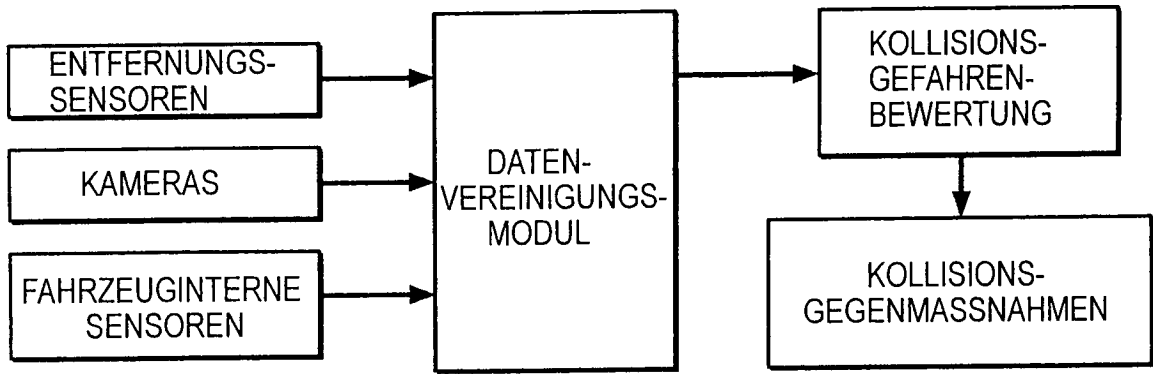 ENTFERNUNGS-
SENSOREN
KAMERAS
FAHRZEUGINTERNE
SENSOREN
DATEN-
VEREINIGUNGS-
MODUL
KOLLISIONS-
GEFAHREN-
BEWERTUNG
KOLLISIONS-
GEGENMASSNAHMEN